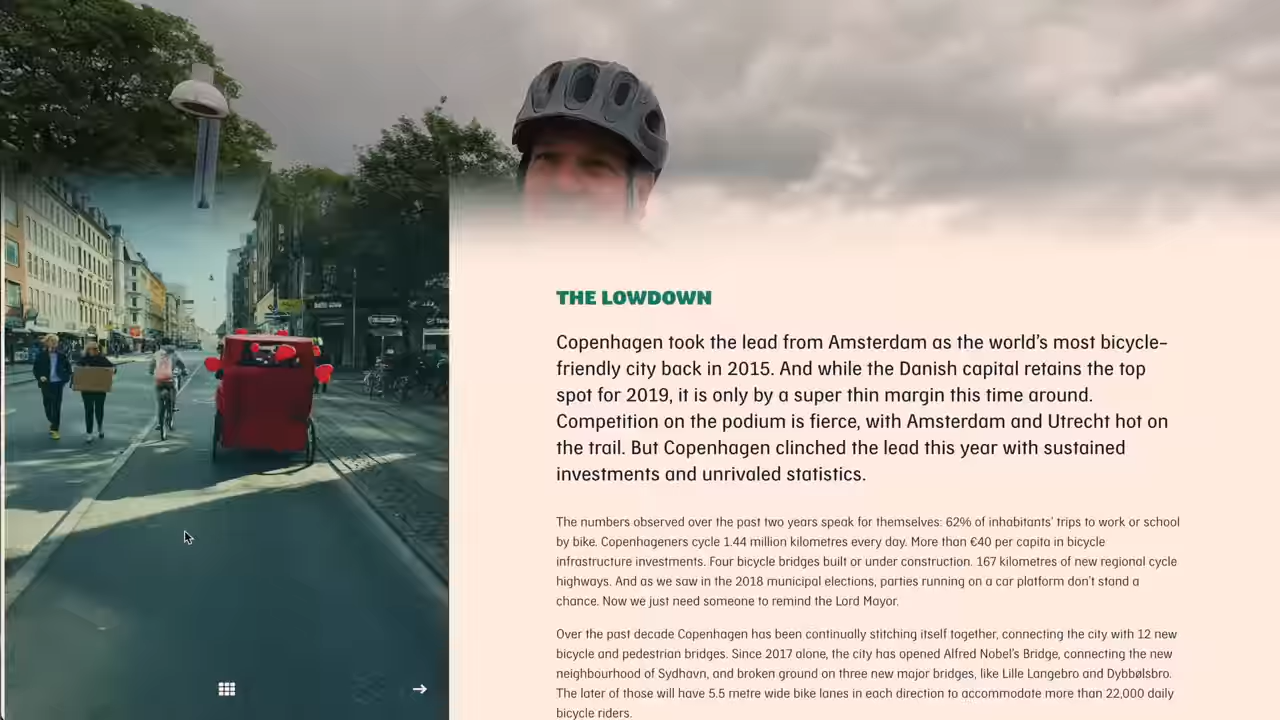 THE LOWDOWN
Copenhagen took the lead from Amsterdam as the world's most bicycle-
friendly city back in 2015. And while the Danish capital retains the top
spot for 2019, it is only by a super thin margin this time around.
Competition on the podium is fierce, with Amsterdam and Utrecht hot on
the trail. But Copenhagen clinched the lead this year with sustained
investments and unrivaled statistics.
The numbers observed over the past two years speak for themselves: 62% of inhabitants' trips to work or school
by bike. Copenhageners cycle 1.44 million kilometres every day. More than €40 per capita in bicycle
infrastructure investments. Four bicycle bridges built or under construction. 167 kilometres of new regional cycle
highways. And as we saw in the 2018 municipal elections, parties running on a car platform don't stand a
chance. Now we just need someone to remind the Lord Mayor.
Over the past decade Copenhagen has been continually stitching itself together, connecting the city with 12 new
bicycle and pedestrian bridges. Since 2017 alone, the city has opened Alfred Nobel's Bridge, connecting the new
neighbourhood of Sydhavn, and broken ground on three new major bridges, like Lille Langebro and Dybbølsbro.
The later of those will have 5.5 metre wide bike lanes in each direction to accommodate more than 22,000 daily
bicycle riders.